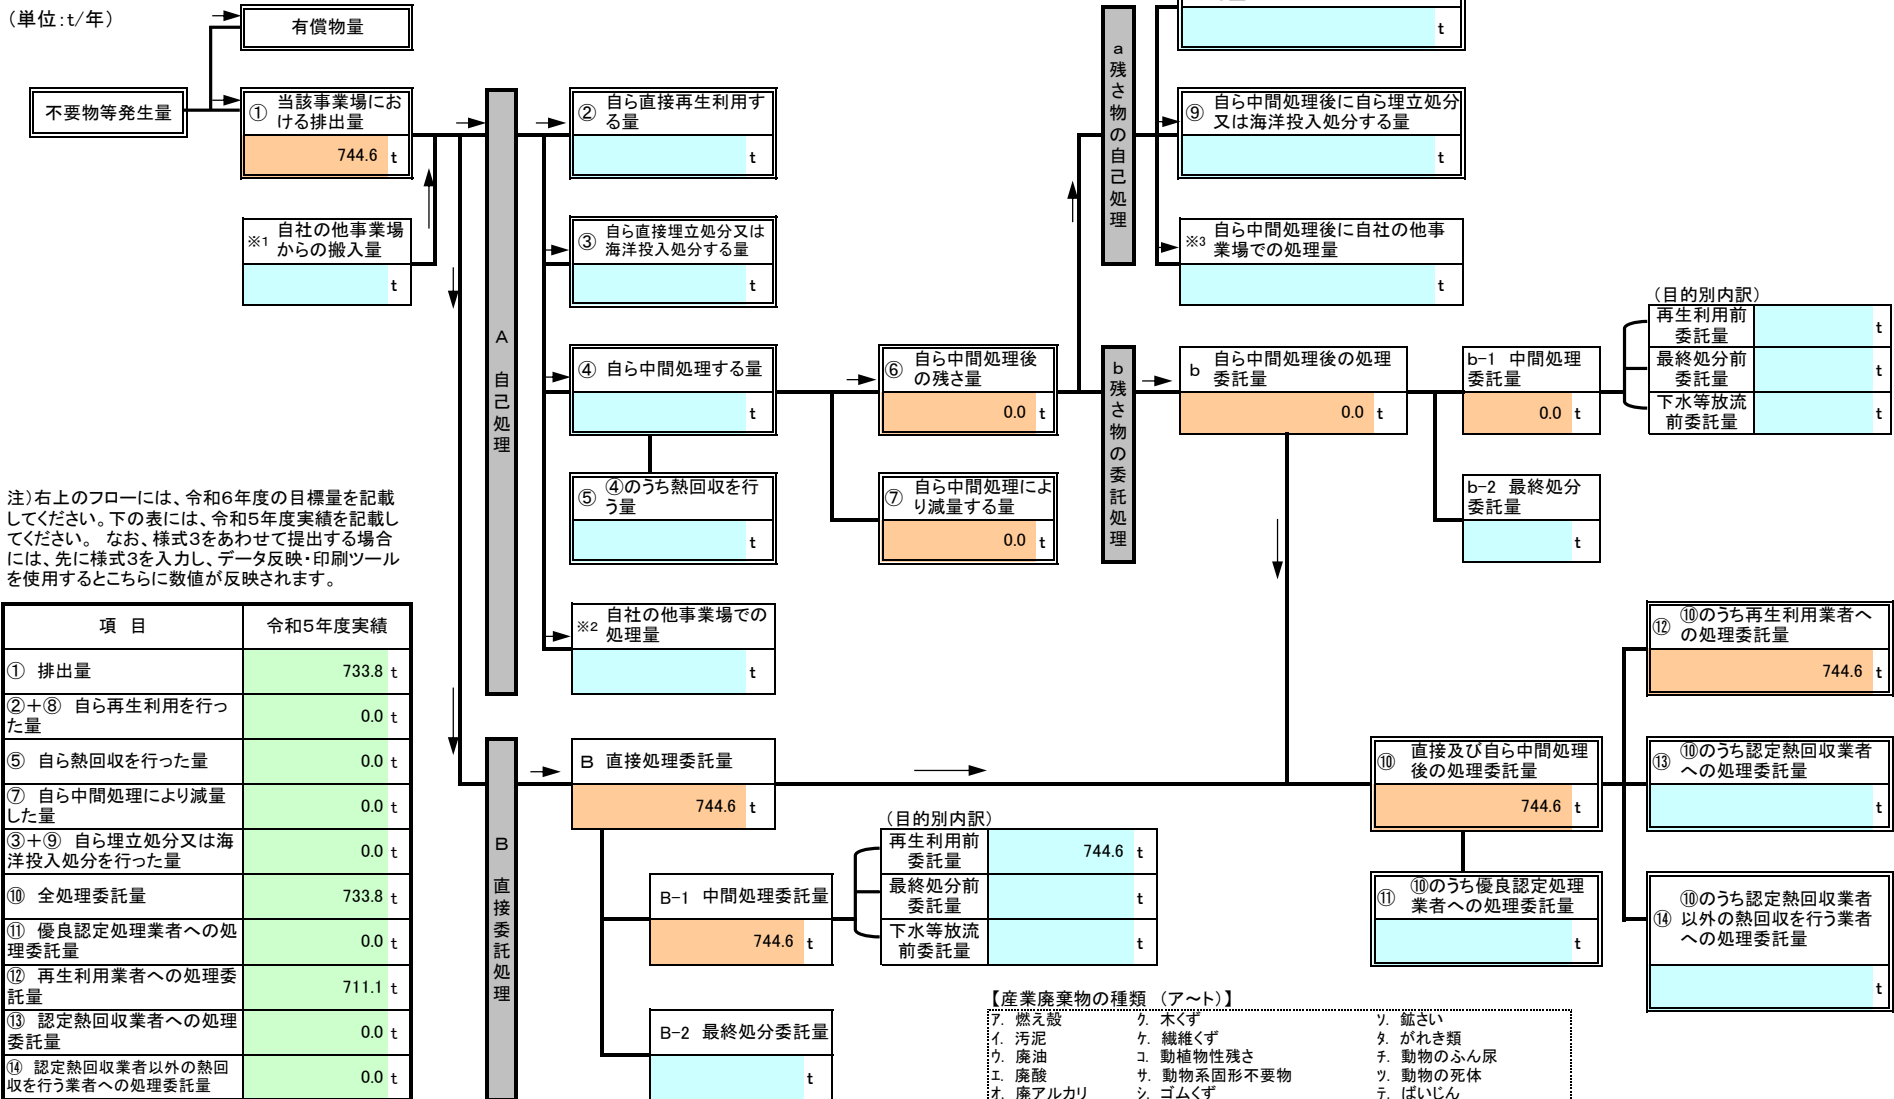 （単位：t/年）
有償物量
不要物等発生量
① 当該事業場にお
ける排出量
744.6 t
※1 自社の他事業場
からの搬入量
t
A 自己処理
② 自ら直接再生利用す
る量
t
③ 自ら直接埋立処分又は
海洋投入処分する量
t
④ 自ら中間処理する量
t
⑤ ④のうち熱回収を行
う量
t
※2 自社の他事業場での
処理量
t
⑥ 自ら中間処理後
の残さ量
0.0 t
⑦ 自ら中間処理によ
り減量する量
0.0 t
a 残さ物の自己処理
t
⑨ 自ら中間処理後に自ら埋立処分
又は海洋投入処分する量
t
※3 自ら中間処理後に自社の他事
業場での処理量
t
b 残さ物の委託処理
b 自ら中間処理後の処理
委託量
0.0 t
b-1 中間処理
委託量
0.0 t
b-2 最終処分
委託量
t
（目的別内訳）
再生利用前
委託量
t
最終処分前
委託量
t
下水等放流
前委託量
t
注）右上のフローには、令和６年度の目標量を記載
してください。下の表には、令和５年度実績を記載し
てください。 なお、様式３をあわせて提出する場合
には、先に様式３を入力し、データ反映・印刷ツール
を使用するとこちらに数値が反映されます。
項 目 令和５年度実績
① 排出量 733.8 t
②＋⑧ 自ら再生利用を行っ
た量 0.0 t
⑤ 自ら熱回収を行った量 0.0 t
⑦ 自ら中間処理により減量
した量 0.0 t
③＋⑨ 自ら埋立処分又は海
洋投入処分を行った量 0.0 t
⑩ 全処理委託量 733.8 t
⑪ 優良認定処理業者への処
理委託量 0.0 t
⑫ 再生利用業者への処理委
託量 711.1 t
⑬ 認定熱回収業者への処理
委託量 0.0 t
⑭ 認定熱回収業者以外の熱回
収を行う業者への処理委託量 0.0 t
B 直接委託処理
B 直接処理委託量
744.6 t
B-1 中間処理委託量
744.6 t
B-2 最終処分委託量
t
（目的別内訳）
再生利用前
委託量
744.6 t
最終処分前
委託量
t
下水等放流
前委託量
t
⑩ 直接及び自ら中間処理
後の処理委託量
744.6 t
⑪ ⑩のうち優良認定処理
業者への処理委託量
t
⑫ ⑩のうち再生利用業者へ
の処理委託量
744.6 t
⑬ ⑩のうち認定熱回収業者
への処理委託量
t
⑭ ⑩のうち認定熱回収業者
以外の熱回収を行う業者
への処理委託量
t
【産業廃棄物の種類 （ア～ト）】
ア. 燃え殻 ク. 木くず ソ. 鉱さい
イ. 汚泥 ケ. 繊維くず タ. がれき類
ウ. 廃油 コ. 動植物性残さ チ. 動物のふん尿
エ. 廃酸 サ. 動物系固形不要物 ツ. 動物の死体
オ. 廃アルカリ シ. ゴムくず テ. ばいじん